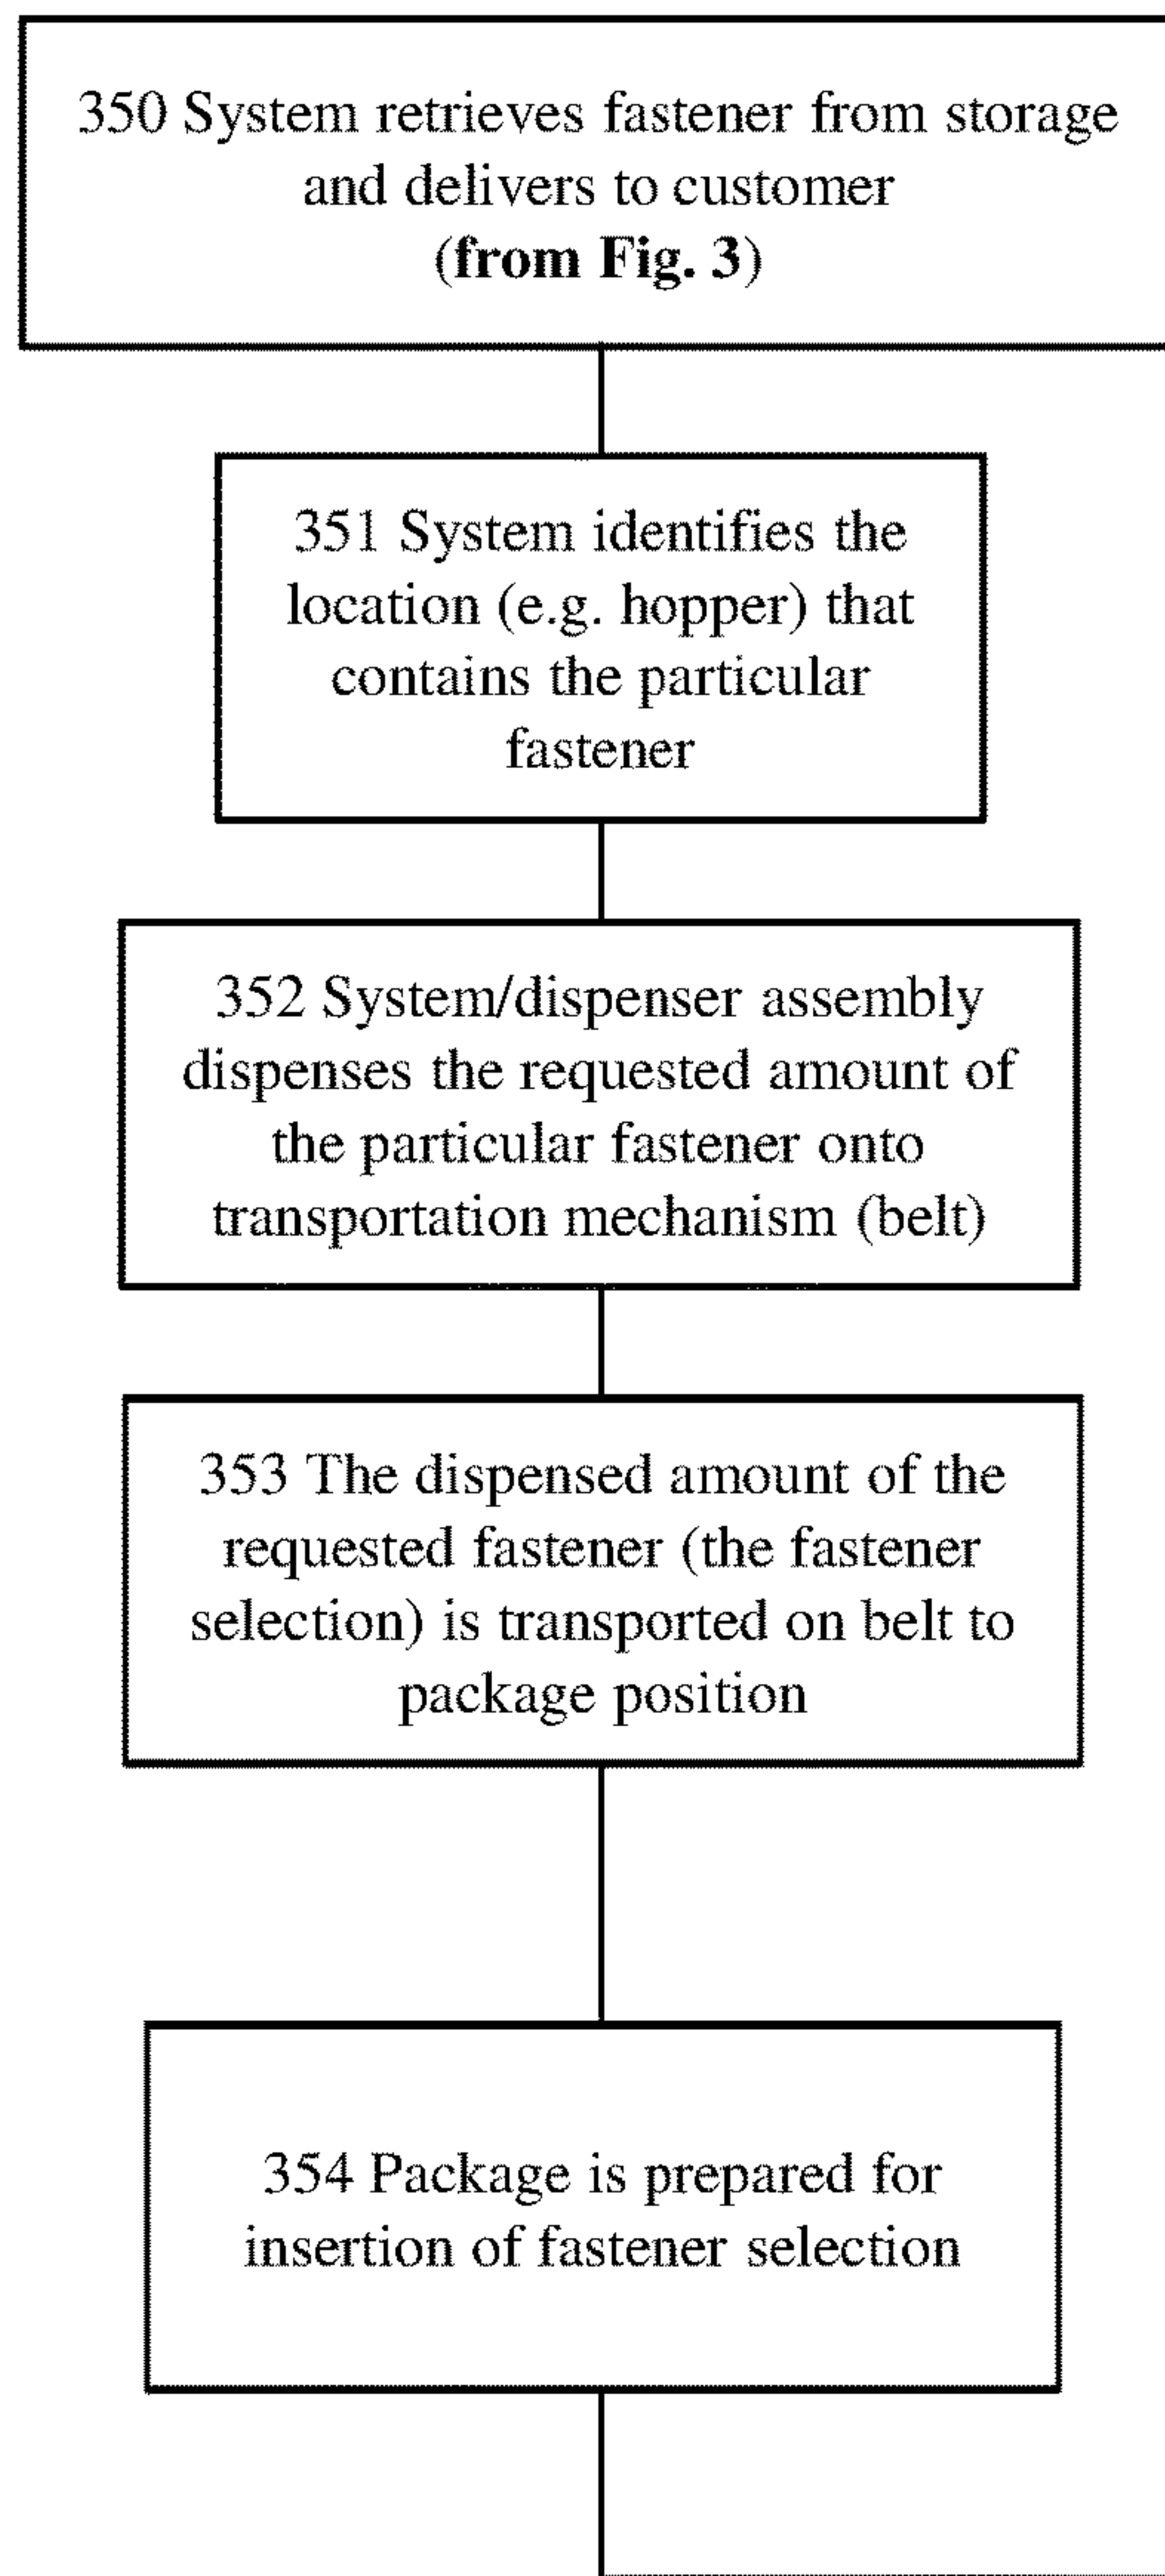 350 System retrieves fastener from storage
and delivers to customer
(from Fig. 3)
351 System identifies the
location (e.g. hopper) that
contains the particular
fastener
352 System/dispenser assembly
dispenses the requested amount of
the particular fastener onto
transportation mechanism (belt)
353 The dispensed amount of the
requested fastener (the fastener
selection) is transported on belt to
package position
354 Package is prepared for
insertion of fastener selection